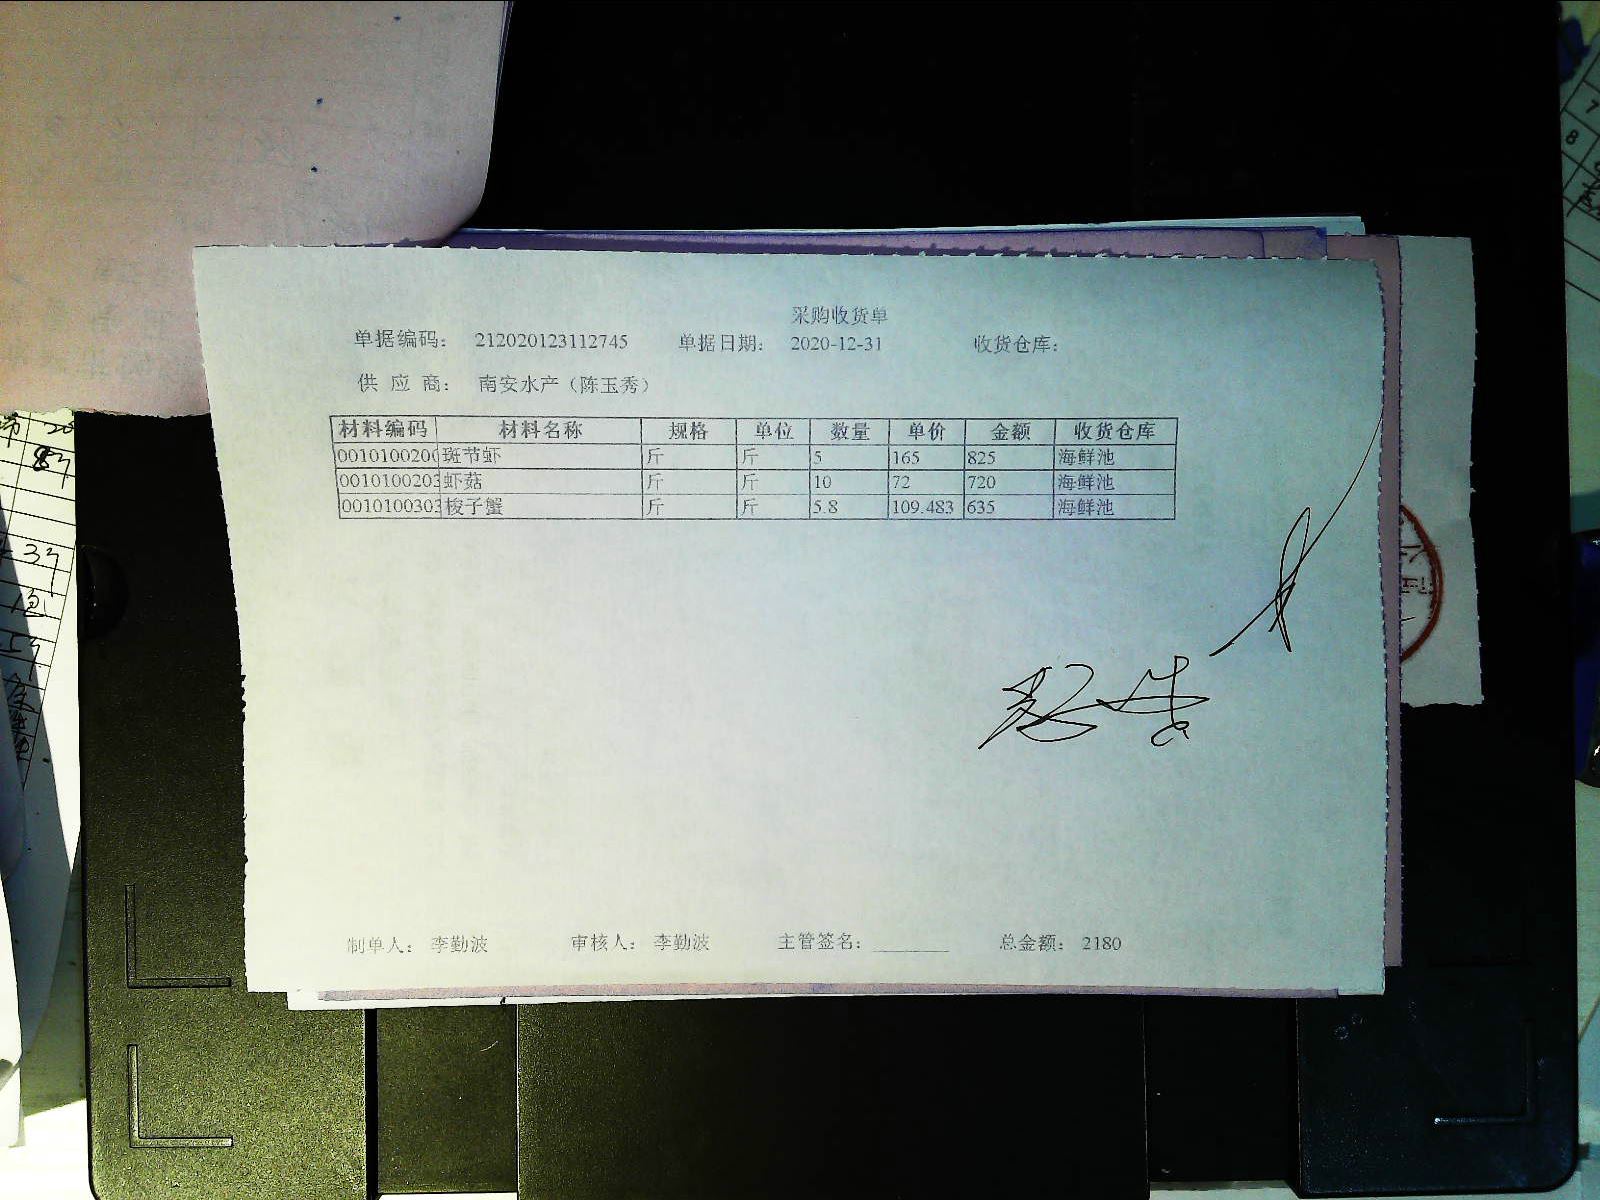 采购收货单
单据编码： 212020123112745 单据日期： 2020-12-31 收货仓库：
供 应 商： 南安水产（陈玉秀）
材料编码 材料名称 规格 单位 数量 单价 金额 收货仓库
0010100200 斑节虾 斤 斤 5 165 825 海鲜池
0010100203 虾菇 斤 斤 10 72 720 海鲜池
0010100303 梭子蟹 斤 斤 5.8 109.483 635 海鲜池
制单人： 李勤波 审核人： 李勤波 主管签名： 总金额： 2180